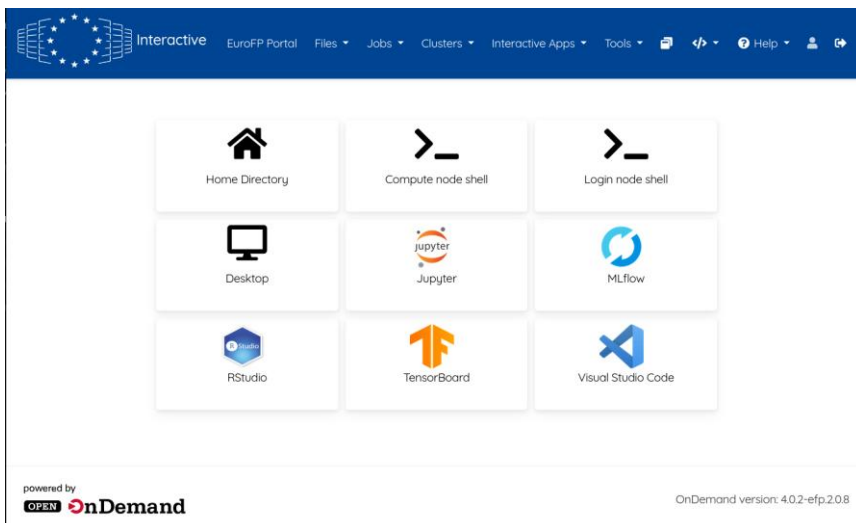 Interactive EuroFP Portal Files Jobs Clusters Interactive Apps Tools </> Help
Home Directory Compute node shell Login node shell
jupyter
Desktop Jupyter MLflow
R Studio
RStudio TensorBoard Visual Studio Code
powered by
OPEN OnDemand
OnDemand version: 4.0.2-efp.2.0.8